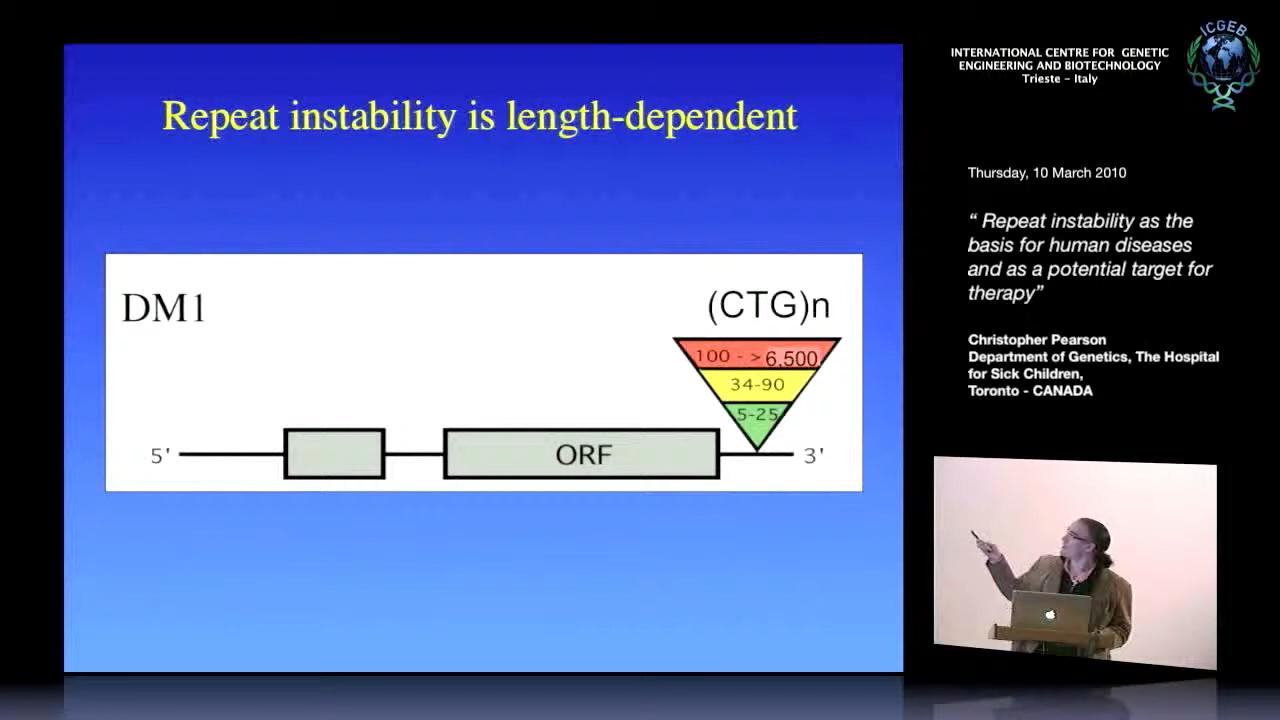 Repeat instability is length-dependent
DM1
(CTG)n
100 - > 6,500
34-90
5-25
5'
ORF
3'
INTERNATIONAL CENTRE FOR GENETIC
ENGINEERING AND BIOTECHNOLOGY
Trieste - Italy
ICGEB
Thursday, 10 March 2010
“ Repeat instability as the
basis for human diseases
and as a potential target for
therapy”
Christopher Pearson
Department of Genetics, The Hospital
for Sick Children,
Toronto - CANADA